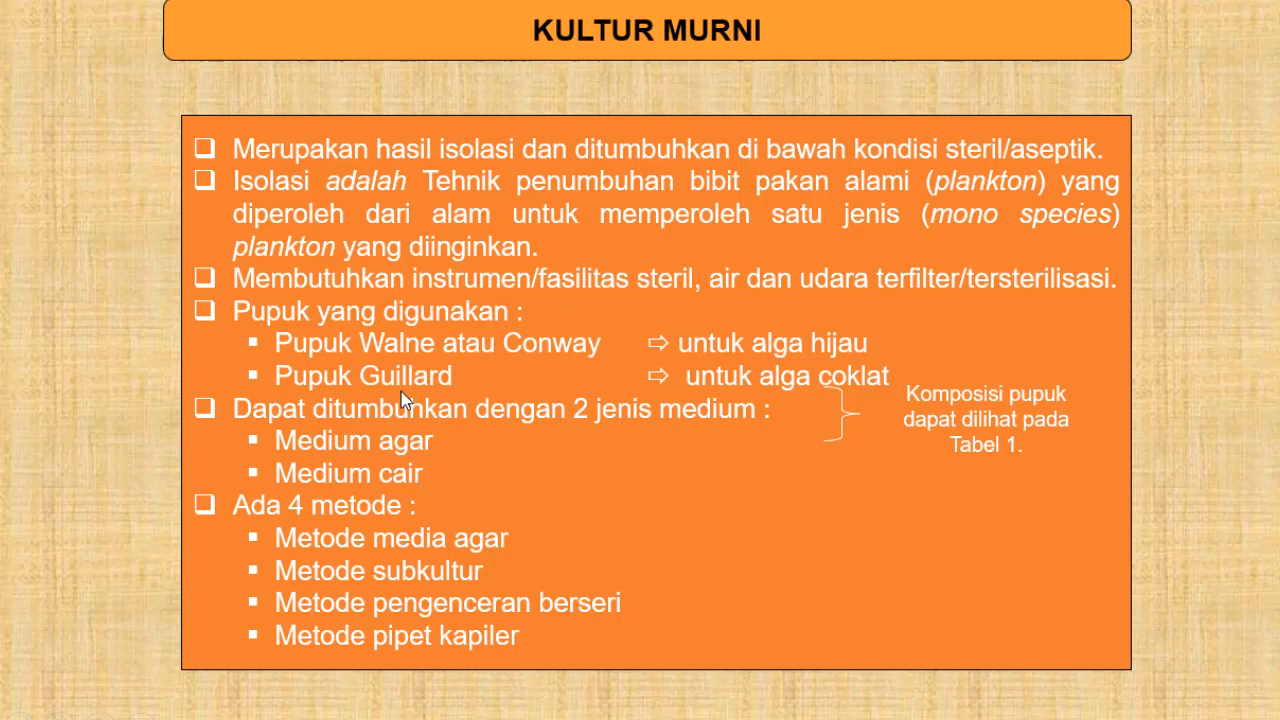 KULTUR MURNI
❑ Merupakan hasil isolasi dan ditumbuhkan di bawah kondisi steril/aseptik.
❑ Isolasi adalah Tehnik penumbuhan bibit pakan alami (plankton) yang
diperoleh dari alam untuk memperoleh satu jenis (mono species)
plankton yang diinginkan.
❑ Membutuhkan instrumen/fasilitas steril, air dan udara terfilter/tersterilisasi.
❑ Pupuk yang digunakan :
▪ Pupuk Walne atau Conway ⇨ untuk alga hijau
▪ Pupuk Guillard ⇨ untuk alga coklat
❑ Dapat ditumbuhkan dengan 2 jenis medium :
▪ Medium agar
▪ Medium cair
Komposisi pupuk
dapat dilihat pada
Tabel 1.
❑ Ada 4 metode :
▪ Metode media agar
▪ Metode subkultur
▪ Metode pengenceran berseri
▪ Metode pipet kapiler